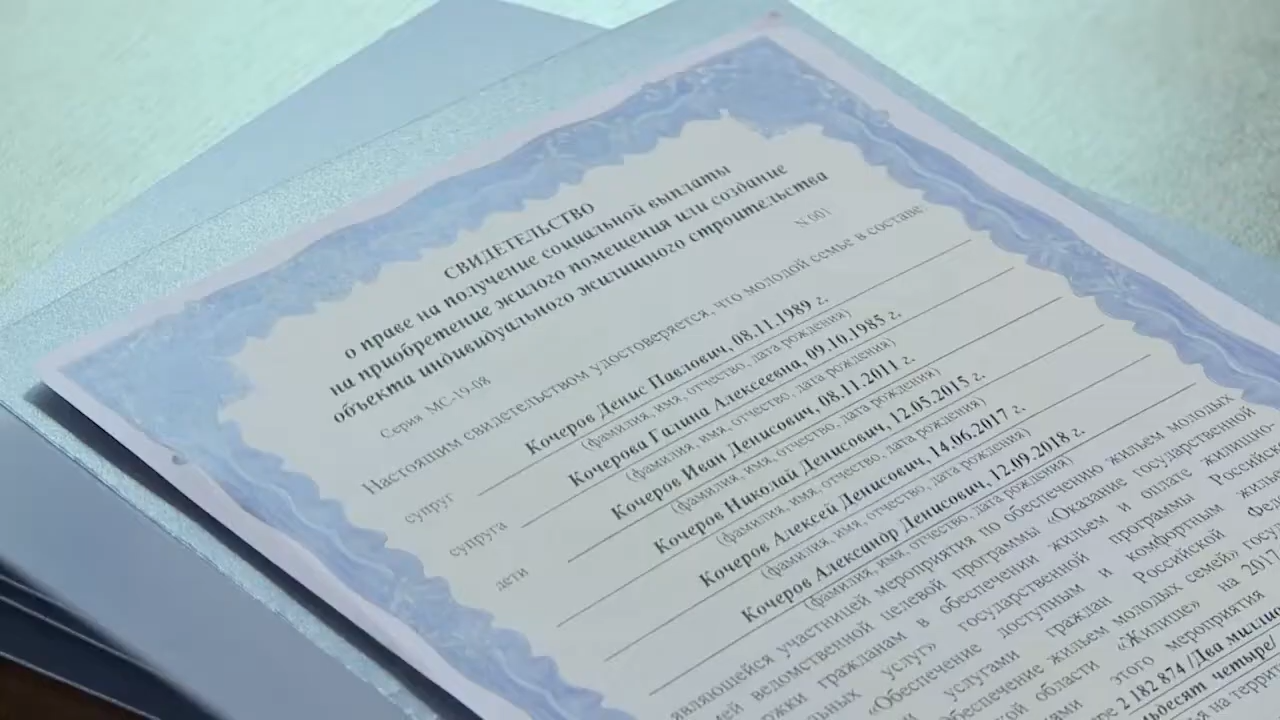 СВИДЕТЕЛЬСТВО
о праве на получение социальной выплаты
на приобретение жилого помещения или создание
объекта индивидуального жилищного строительства
Серия МС-19-08 N 001
Настоящим свидетельством удостоверяется, что молодой семье в составе:
супруг Кочеров Денис Павлович, 08.11.1989 г.
(фамилия, имя, отчество, дата рождения)
супруга Кочерова Галина Алексеевна, 09.10.1985 г.
(фамилия, имя, отчество, дата рождения)
дети Кочеров Иван Денисович, 08.11.2011 г.
(фамилия, имя, отчество, дата рождения)
Кочеров Николай Денисович, 12.05.2015 г.
(фамилия, имя, отчество, дата рождения)
Кочеров Алексей Денисович, 14.06.2017 г.
(фамилия, имя, отчество, дата рождения)
Кочеров Александр Денисович, 12.09.2018 г.
(фамилия, имя, отчество, дата рождения)
являющейся участницей мероприятия по обеспечению жильем молодых
ведомственной целевой программы «Оказание государственной
гражданам в обеспечении жильем и оплате жилищно-
услуг» государственной программы Российской
«Обеспечение доступным и комфортным жильем
услугами граждан Российской
обеспечение жильем молодых семей»
области «Жилище» на 2017
этого мероприятия
2 182 874 /Два
четыре/
на